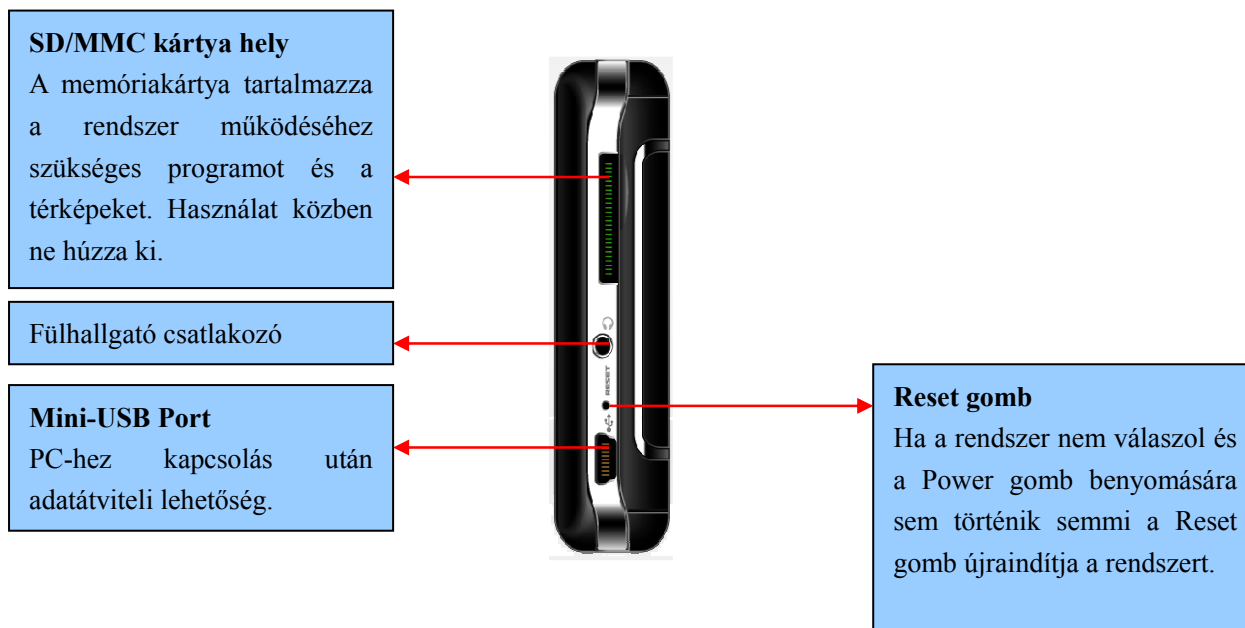 SD/MMC kártya hely
A memóriakártya tartalmazza
a rendszer működéséhez
szükséges programot és a
térképeket. Használat közben
ne húzza ki.
Fülhallgató csatlakozó
Mini-USB Port
PC-hez kapcsolás után
adatátviteli lehetőség.
RESET
Reset gomb
Ha a rendszer nem válaszol és
a Power gomb benyomására
sem történik semmi a Reset
gomb újraindítja a rendszert.